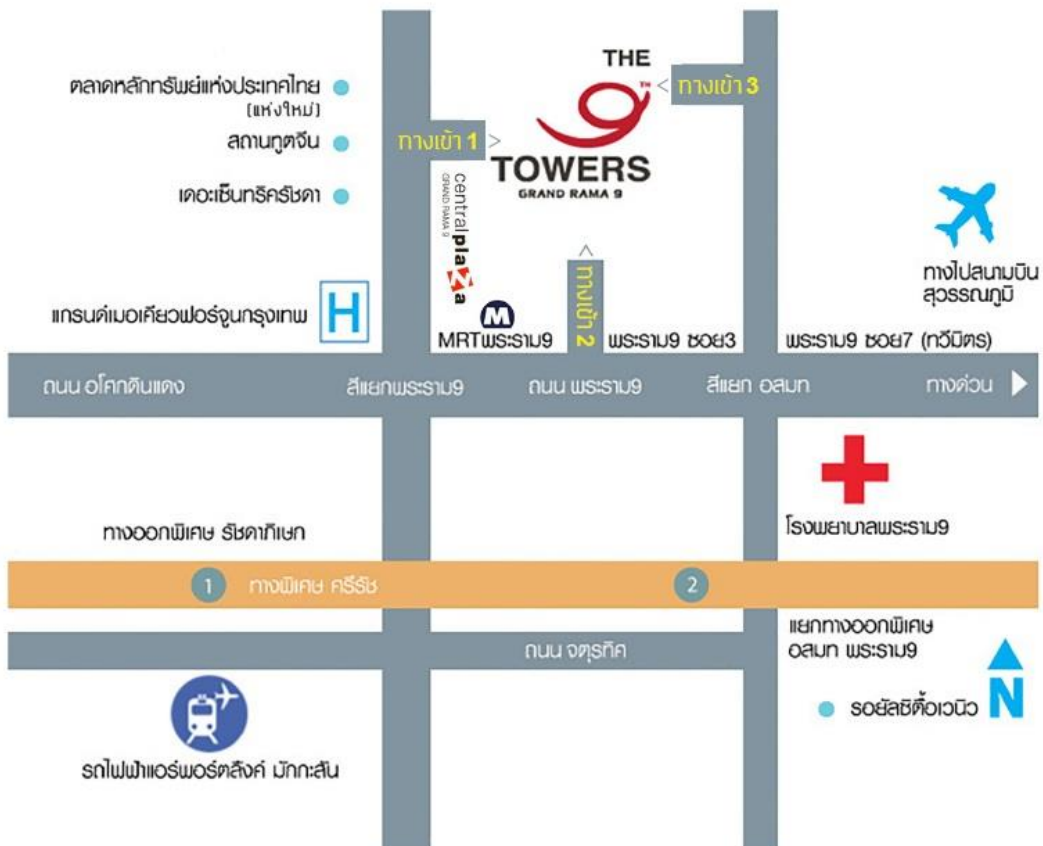 THE
9 TH
TOWERS
GRAND RAMA 9
ตลาดหลักทรัพย์แห่งประเทศไทย
(แห่งใหม่)
สถานทูตจีน
เดอะเซ็นทริครัชดา
ทางเข้า 1 >
< ทางเข้า 3
centralplaza
GRAND RAMA 9
> ทางเข้า 2
ทางไปสนามบิน
สุวรรณภูมิ
แกรนด์เมอเคียวฟอร์จูนกรุงเทพ
H
M
MRTพระราม9
พระราม9 ซอย3
พระราม9 ซอย7 (ทวีมิตร)
ถนน อโศกดินแดง
สี่แยกพระราม9
ถนน พระราม9
สี่แยก อสมท
ทางด่วน
โรงพยาบาลพระราม9
ทางออกพิเศษ รัชดาภิเษก
1
ทางพิเศษ ศรีรัช
2
ถนน จตุรทิศ
แยกทางออกพิเศษ
อสมท พระราม9
รอยัลซิตี้อเวนิว
N
รถไฟฟ้าแอร์พอร์ตลิงค์ มักกะสัน